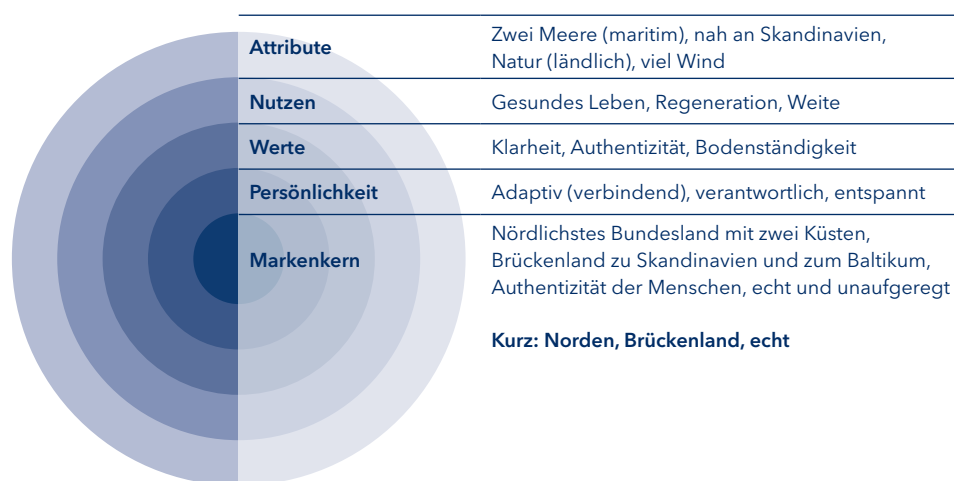 Attribute
Zwei Meere (maritim), nah an Skandinavien,
Natur (ländlich), viel Wind
Nutzen
Gesundes Leben, Regeneration, Weite
Werte
Klarheit, Authentizität, Bodenständigkeit
Persönlichkeit
Adaptiv (verbindend), verantwortlich, entspannt
Markenkern
Nördlichstes Bundesland mit zwei Küsten,
Brückenland zu Skandinavien und zum Baltikum,
Authentizität der Menschen, echt und unaufgeregt
Kurz: Norden, Brückenland, echt